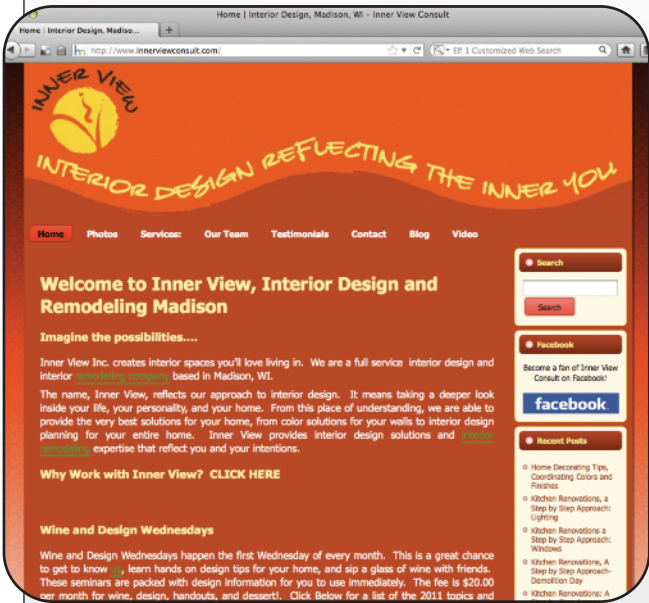 Home | Interior Design, Madison, WI – Inner View Consult
Home | Interior Design, Madiso...
http://www.innerviewconsult.com/
Elf 1 Customized Web Search
INNER VIEW
INTERIOR DESIGN REFLECTING THE INNER YOU
Home Photos Services: Our Team Testimonials Contact Blog Video
Welcome to Inner View, Interior Design and
Remodeling Madison
Imagine the possibilities....
Inner View Inc. creates interior spaces you'll love living in. We are a full service interior design and
interior remodeling company based in Madison, WI.
The name, Inner View, reflects our approach to interior design. It means taking a deeper look
inside your life, your personality, and your home. From this place of understanding, we are able to
provide the very best solutions for your home, from color solutions for your walls to interior design
planning for your entire home. Inner View provides interior design solutions and interior
remodeling expertise that reflect you and your intentions.
Why Work with Inner View? CLICK HERE
Wine and Design Wednesdays
Wine and Design Wednesdays happen the first Wednesday of every month. This is a great chance
to get to know us, learn hands on design tips for your home, and sip a glass of wine with friends.
These seminars are packed with design information for you to use immediately. The fee is $20.00
per month for wine, design, handouts, and dessert!. Click Below for a list of the 2011 topics and
Search
Search
Facebook
Become a fan of Inner View
Consult on Facebook!
facebook.
Recent Posts
Home Decorating Tips,
Coordinating Colors and
Finishes
Kitchen Renovations, a
Step by Step Approach:
Lighting
Kitchen Renovations a
Step by Step Approach:
Windows
Kitchen Renovations, A
Step by Step Approach-
Demolition Day
Kitchen Renovations: A